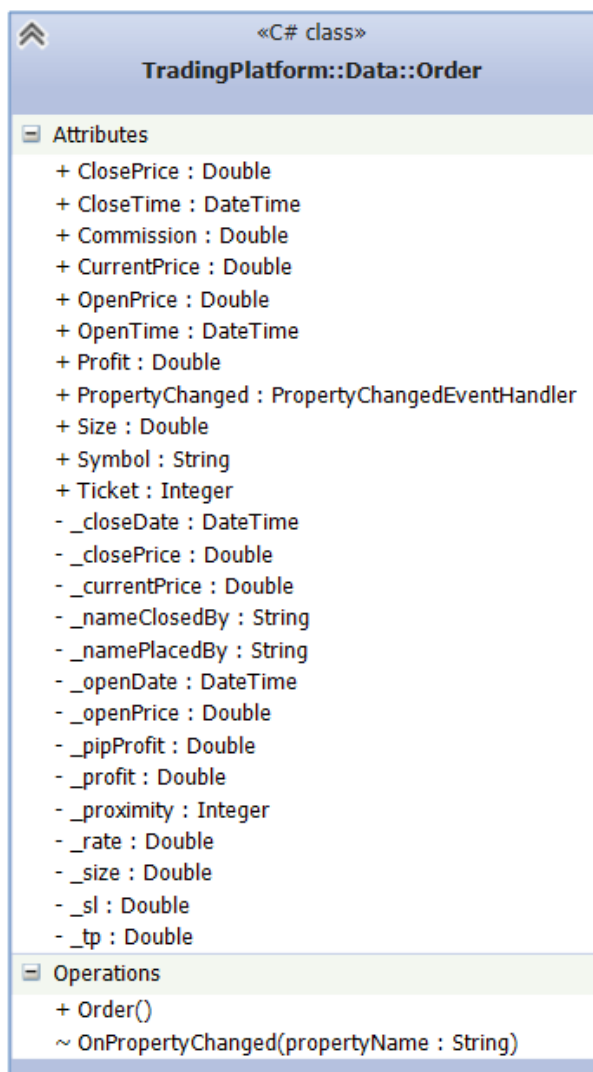 «C# class»
TradingPlatform::Data::Order
Attributes
+ ClosePrice : Double
+ CloseTime : DateTime
+ Commission : Double
+ CurrentPrice : Double
+ OpenPrice : Double
+ OpenTime : DateTime
+ Profit : Double
+ PropertyChanged : PropertyChangedEventHandler
+ Size : Double
+ Symbol : String
+ Ticket : Integer
- _closeDate : DateTime
- _closePrice : Double
- _currentPrice : Double
- _nameClosedBy : String
- _namePlacedBy : String
- _openDate : DateTime
- _openPrice : Double
- _pipProfit : Double
- _profit : Double
- _proximity : Integer
- _rate : Double
- _size : Double
- _sl : Double
- _tp : Double
Operations
+ Order()
~ OnPropertyChanged(propertyName : String)